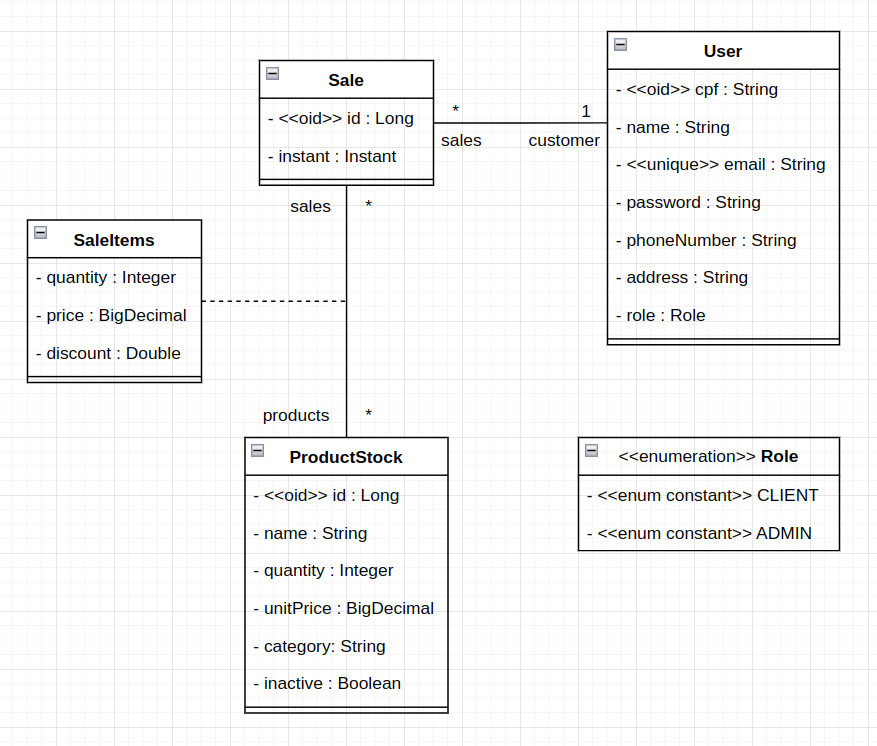 Sale
- <<oid>> id : Long
- instant : Instant
*
sales
1
customer
User
- <<oid>> cpf : String
- name : String
- <<unique>> email : String
- password : String
- phoneNumber : String
- address : String
- role : Role
sales
*
SaleItems
- quantity : Integer
- price : BigDecimal
- discount : Double
products
*
ProductStock
- <<oid>> id : Long
- name : String
- quantity : Integer
- unitPrice : BigDecimal
- category: String
- inactive : Boolean
<<enumeration>> Role
- <<enum constant>> CLIENT
- <<enum constant>> ADMIN